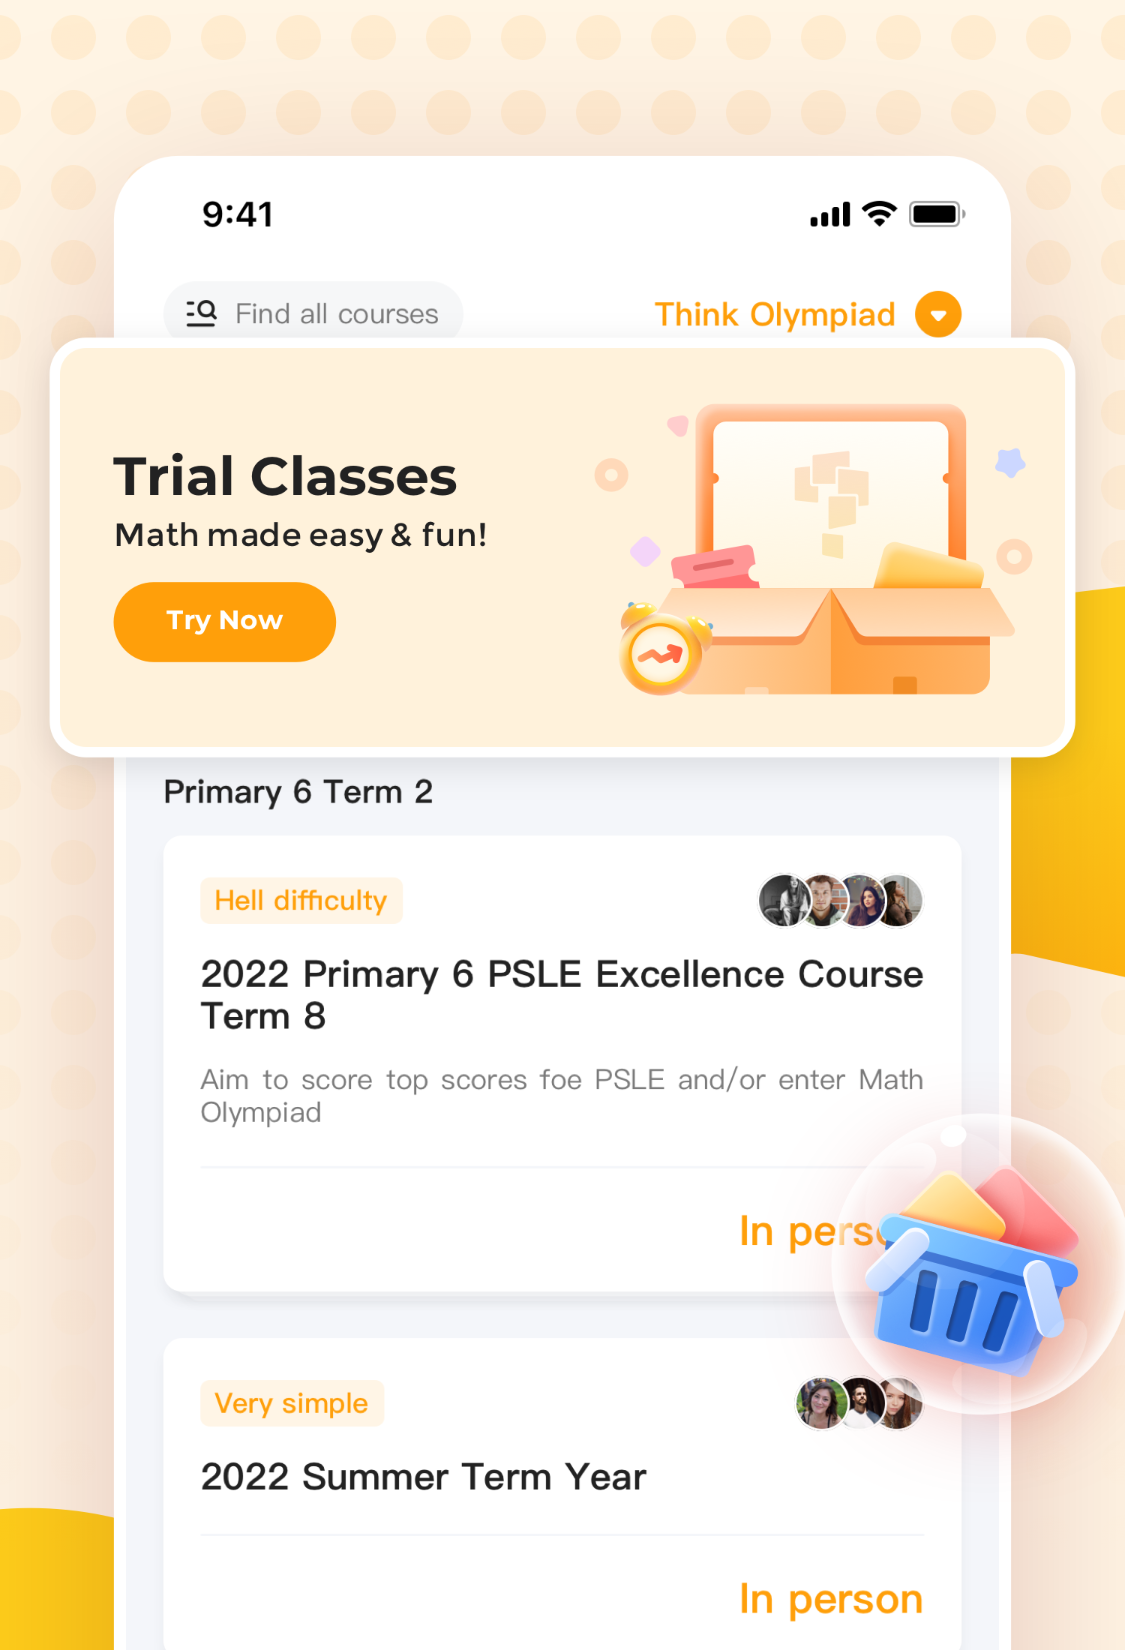 9:41
Find all courses
Think Olympiad
Trial Classes
Math made easy & fun!
Try Now
Primary 6 Term 2
Hell difficulty
2022 Primary 6 PSLE Excellence Course
Term 8
Aim to score top scores foe PSLE and/or enter Math
Olympiad
In perso
Very simple
2022 Summer Term Year
In person